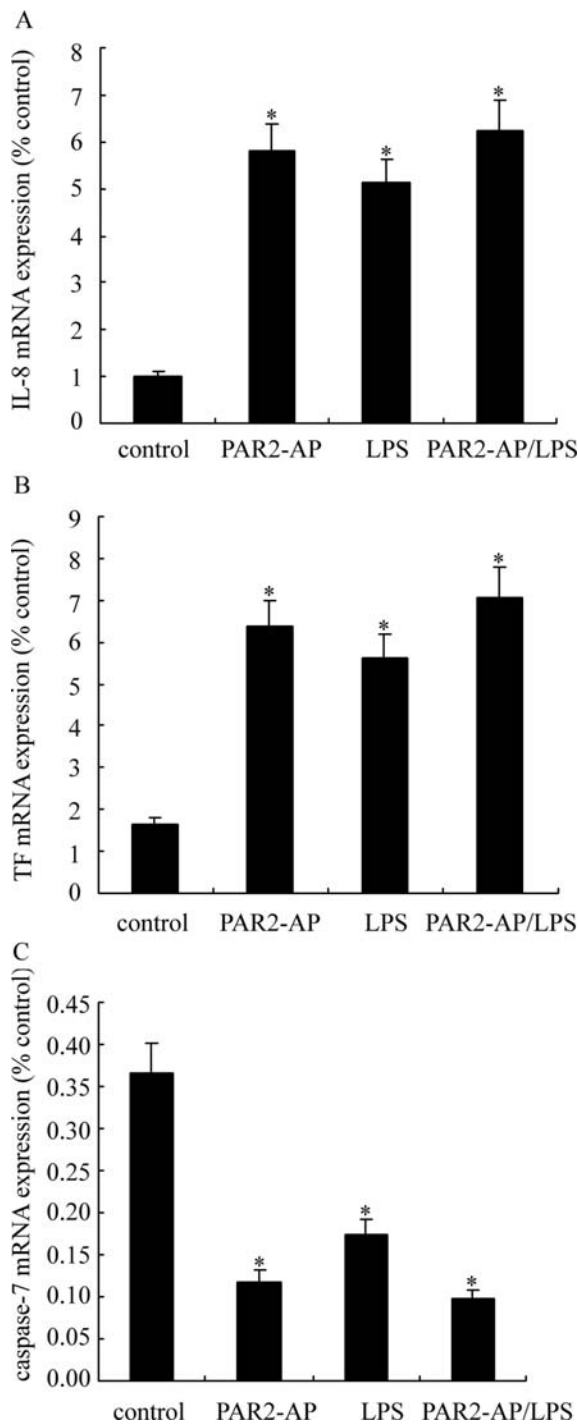 A
IL-8 mRNA expression (% control)
8
7
6
5
4
3
2
1
0
* * *
control PAR2-AP LPS PAR2-AP/LPS
B
TF mRNA expression (% control)
9
8
7
6
5
4
3
2
1
0
* * *
control PAR2-AP LPS PAR2-AP/LPS
C
caspase-7 mRNA expression (% control)
0.45
0.40
0.35
0.30
0.25
0.20
0.15
0.10
0.05
0.00
* * *
control PAR2-AP LPS PAR2-AP/LPS